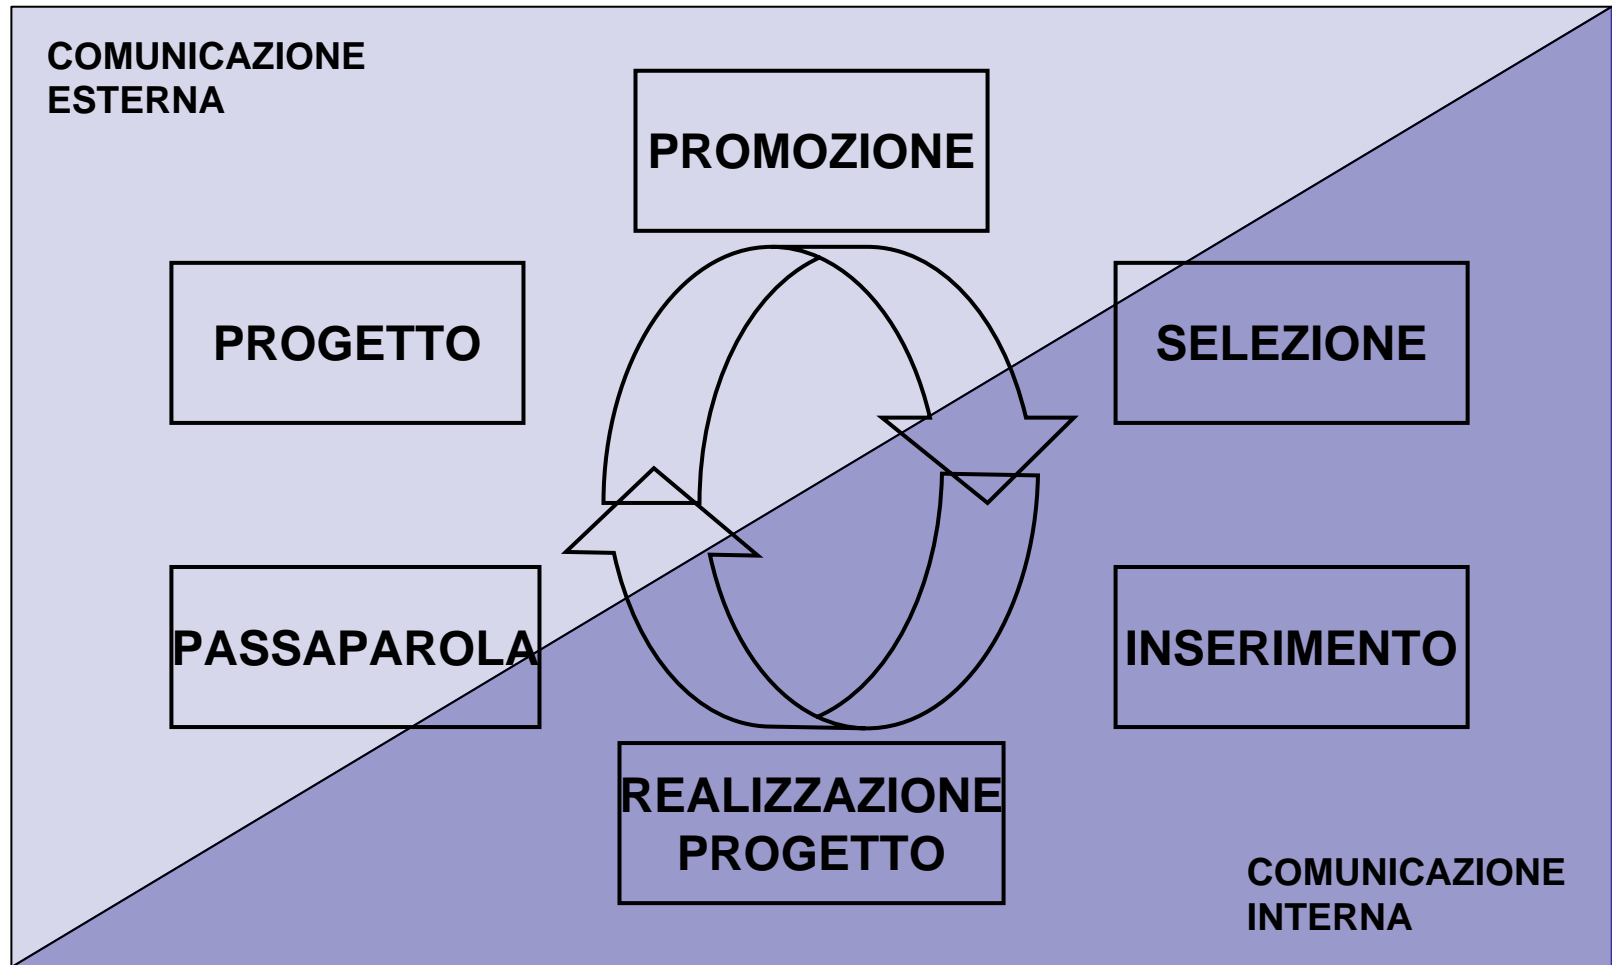 COMUNICAZIONE
ESTERNA
PROMOZIONE
PROGETTO
SELEZIONE
PASSAPAROLA
INSERIMENTO
REALIZZAZIONE
PROGETTO
COMUNICAZIONE
INTERNA